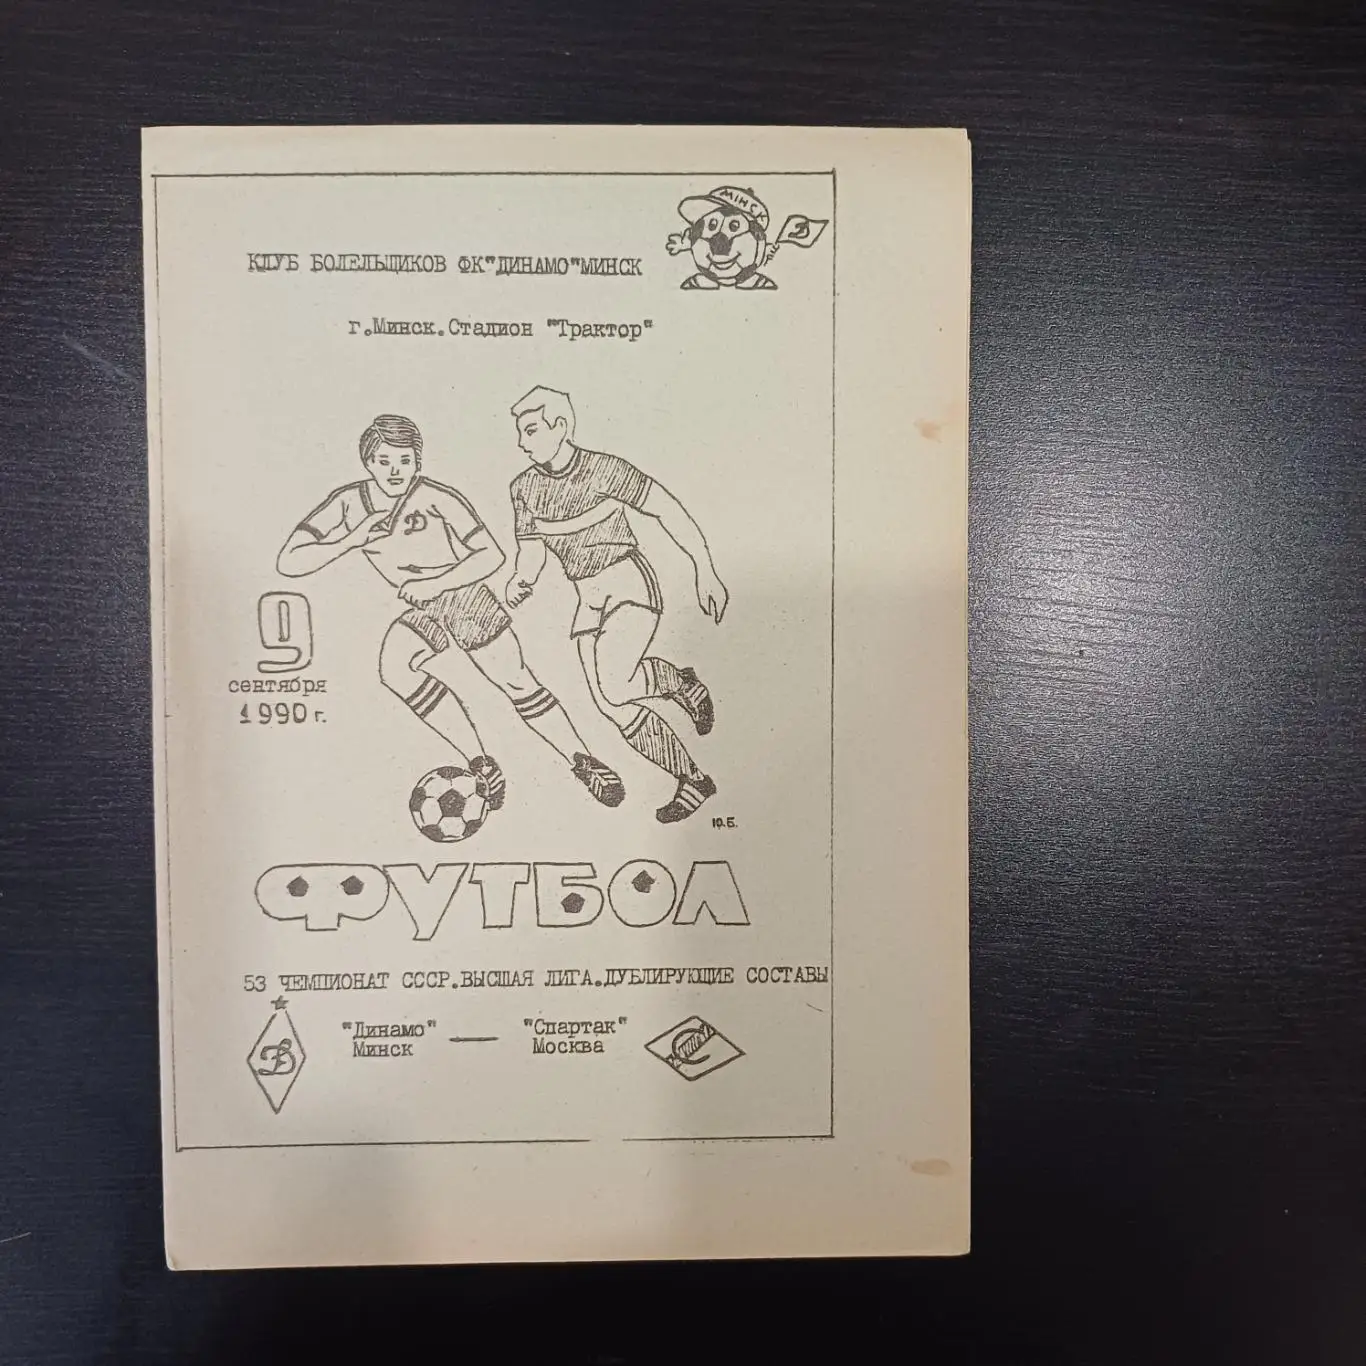 МІНСК
Д
КЛУБ БОЛЕЛЬЩИКОВ ФК"ДИНАМО"МИНСК
г.Минск.Стадион "Трактор"
Д
9
сентября
1990 г.
Ю.Б.
ФУТБОЛ
53 ЧЕМПИОНАТ СССР.ВЫСШАЯ ЛИГА.ДУБЛИРУЮЩИЕ СОСТАВЫ
"Динамо" — "Спартак"
Минск Москва
Д
С